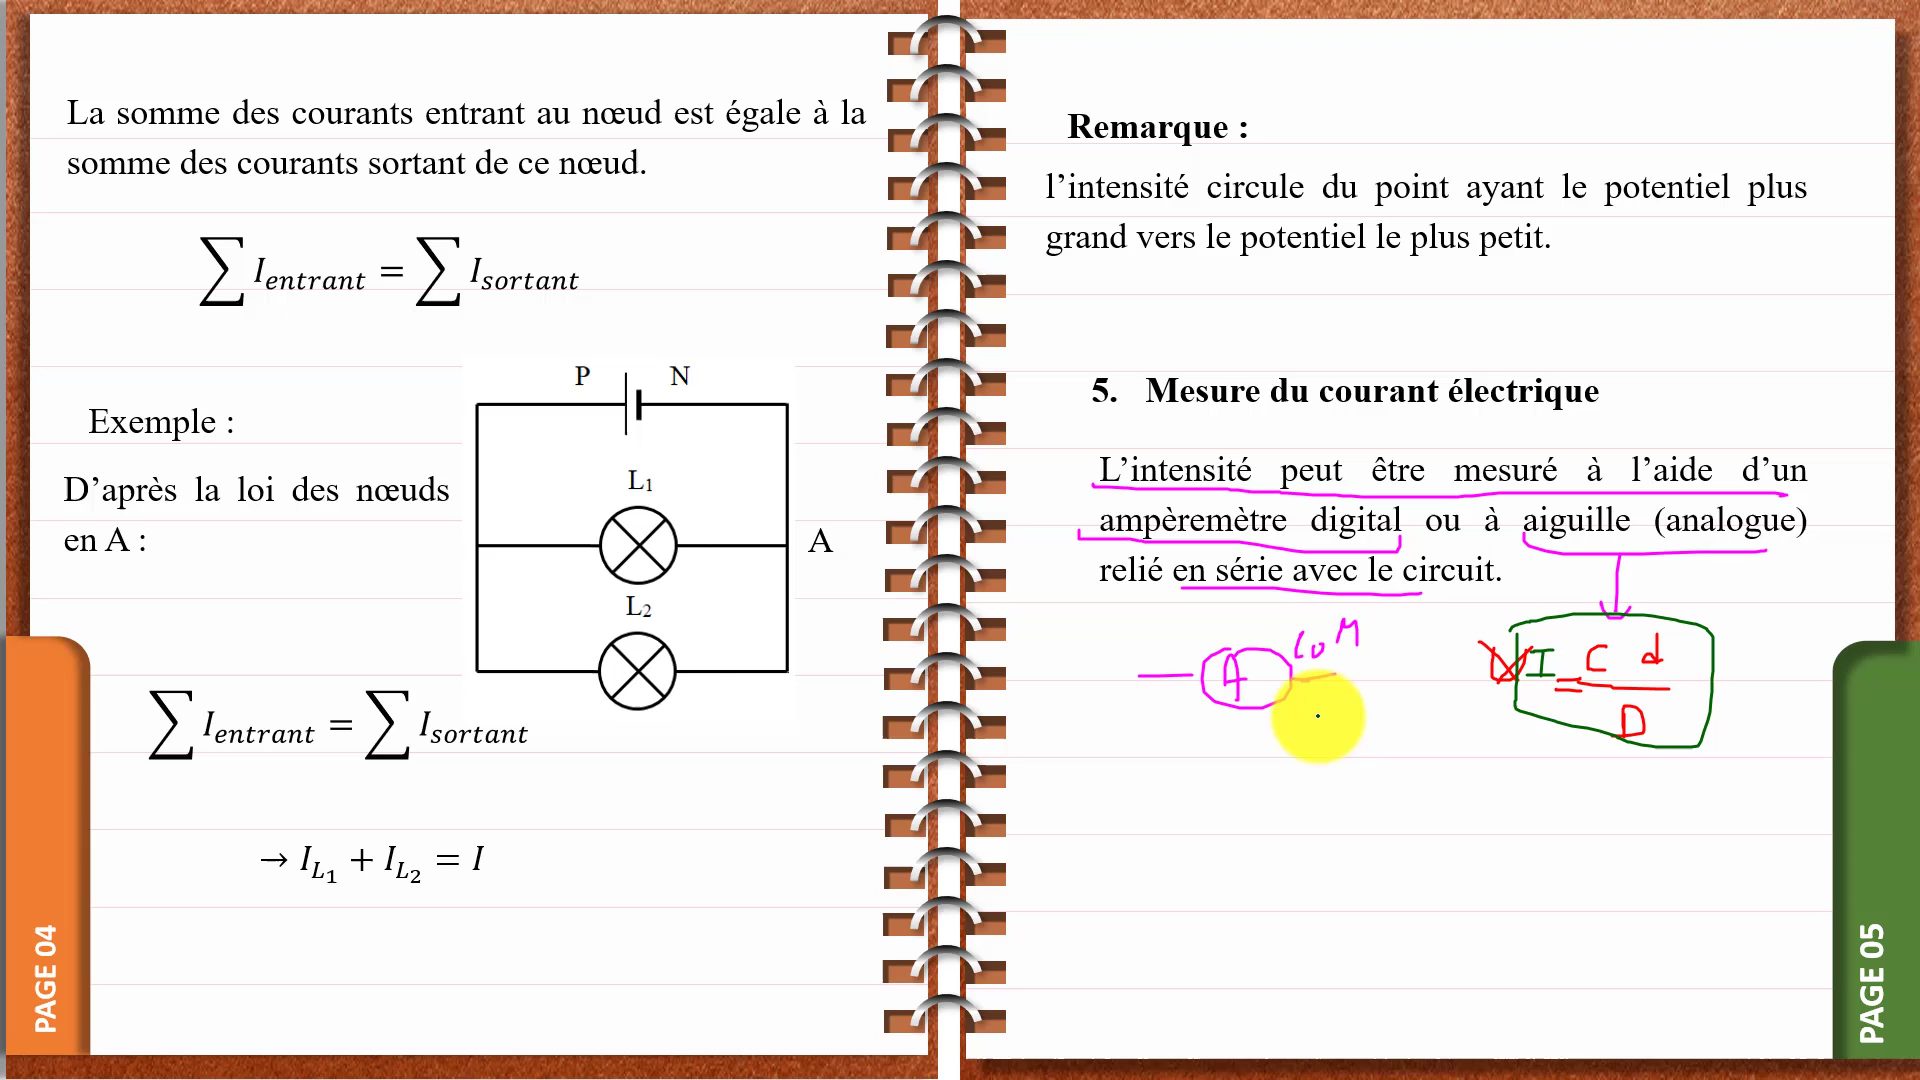 La somme des courants entrant au nœud est égale à la
somme des courants sortant de ce nœud.
∑ I_entrant = ∑ I_sortant
Exemple :
D’après la loi des nœuds
en A :
P N
L₁
A
L₂
∑ I_entrant = ∑ I_sortant
→ I_L₁ + I_L₂ = I
PAGE 04
Remarque :
l’intensité circule du point ayant le potentiel plus
grand vers le potentiel le plus petit.
5. Mesure du courant électrique
L’intensité peut être mesuré à l’aide d’un
ampèremètre digital ou à aiguille (analogue)
relié en série avec le circuit.
A COM
I = C d
D
PAGE 05